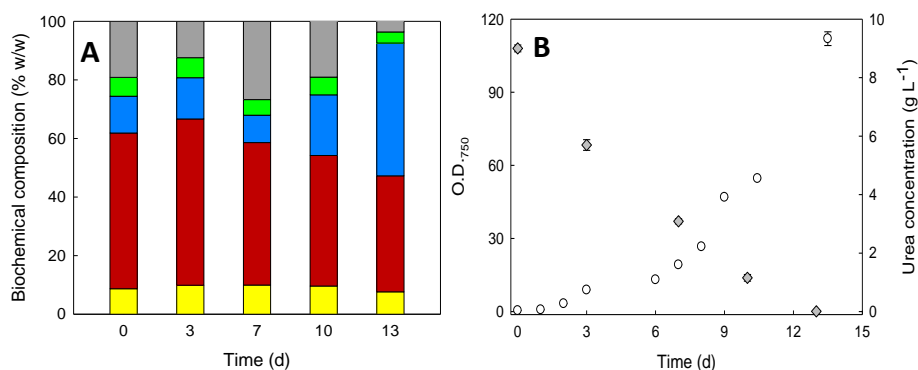 A
Biochemical composition (% w/w)
100
80
60
40
20
0
0 3 7 10 13
Time (d)
B
O.D.750
120
90
60
30
0
Urea concentration (g L-1)
10
8
6
4
2
0
0 3 6 9 12 15
Time (d)